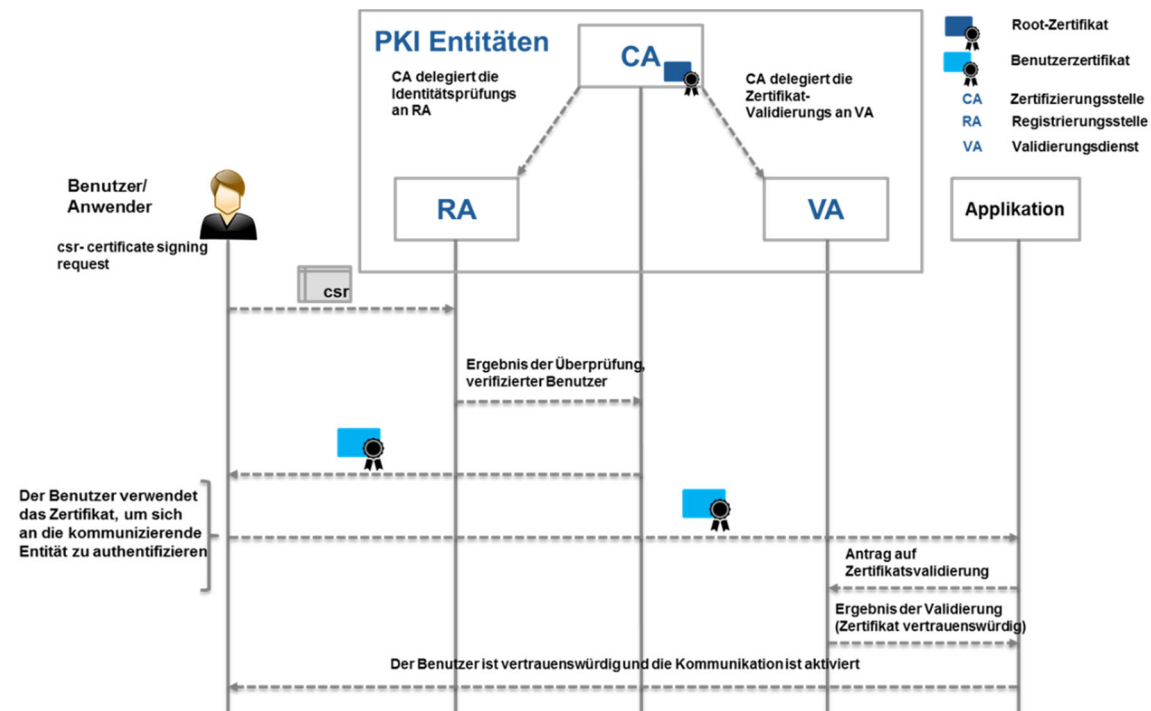 PKI Entitäten
CA
CA delegiert die
Identitätsprüfungs
an RA
CA delegiert die
Zertifikat-
Validierungs an VA
Root-Zertifikat
Benutzerzertifikat
CA Zertifizierungsstelle
RA Registrierungsstelle
VA Validierungsdienst
Benutzer/
Anwender
csr- certificate signing
request
RA
VA
Applikation
csr
Ergebnis der Überprüfung,
verifizierter Benutzer
Der Benutzer verwendet
das Zertifikat, um sich
an die kommunizierende
Entität zu authentifizieren
Antrag auf
Zertifikatsvalidierung
Ergebnis der Validierung
(Zertifikat vertrauenswürdig)
Der Benutzer ist vertrauenswürdig und die Kommunikation ist aktiviert